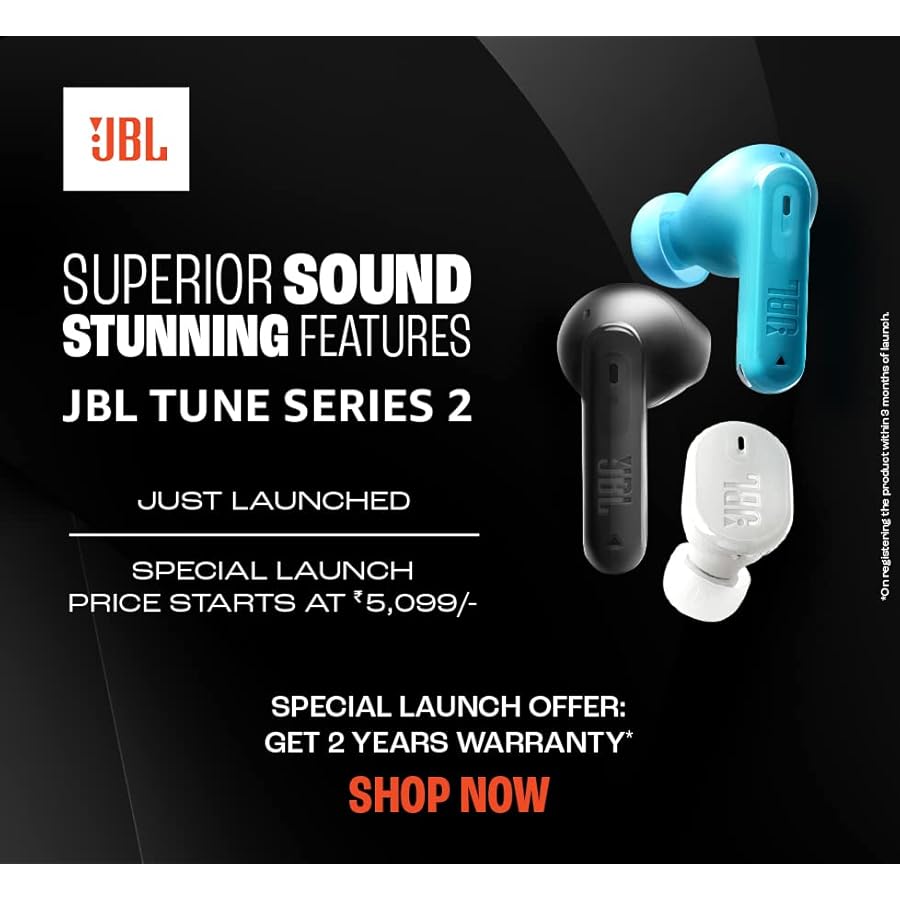 JBL
SUPERIOR SOUND
STUNNING FEATURES
JBL TUNE SERIES 2
JUST LAUNCHED
SPECIAL LAUNCH
PRICE STARTS AT ₹5,099/-
SPECIAL LAUNCH OFFER:
GET 2 YEARS WARRANTY*
SHOP NOW
JBL
JBL
JBL
*On registering the product within 3 months of launch.